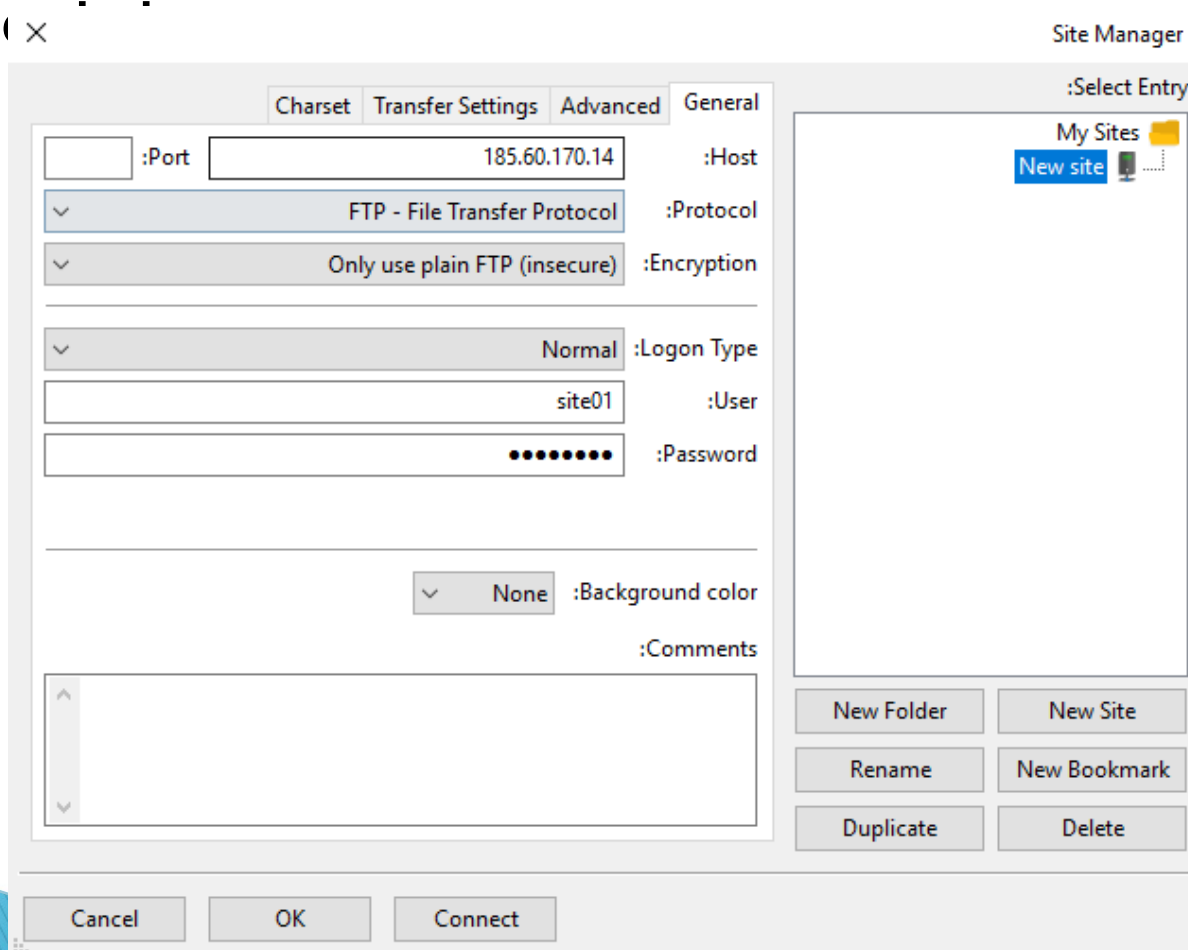 Site Manager
Select Entry:
My Sites
New site
General
Advanced
Transfer Settings
Charset
Host:
185.60.170.14
Port:
Protocol:
FTP - File Transfer Protocol
Encryption:
Only use plain FTP (insecure)
Logon Type:
Normal
User:
site01
Password:
••••••••
Background color:
None
Comments:
New Site
New Folder
New Bookmark
Rename
Delete
Duplicate
Connect
OK
Cancel